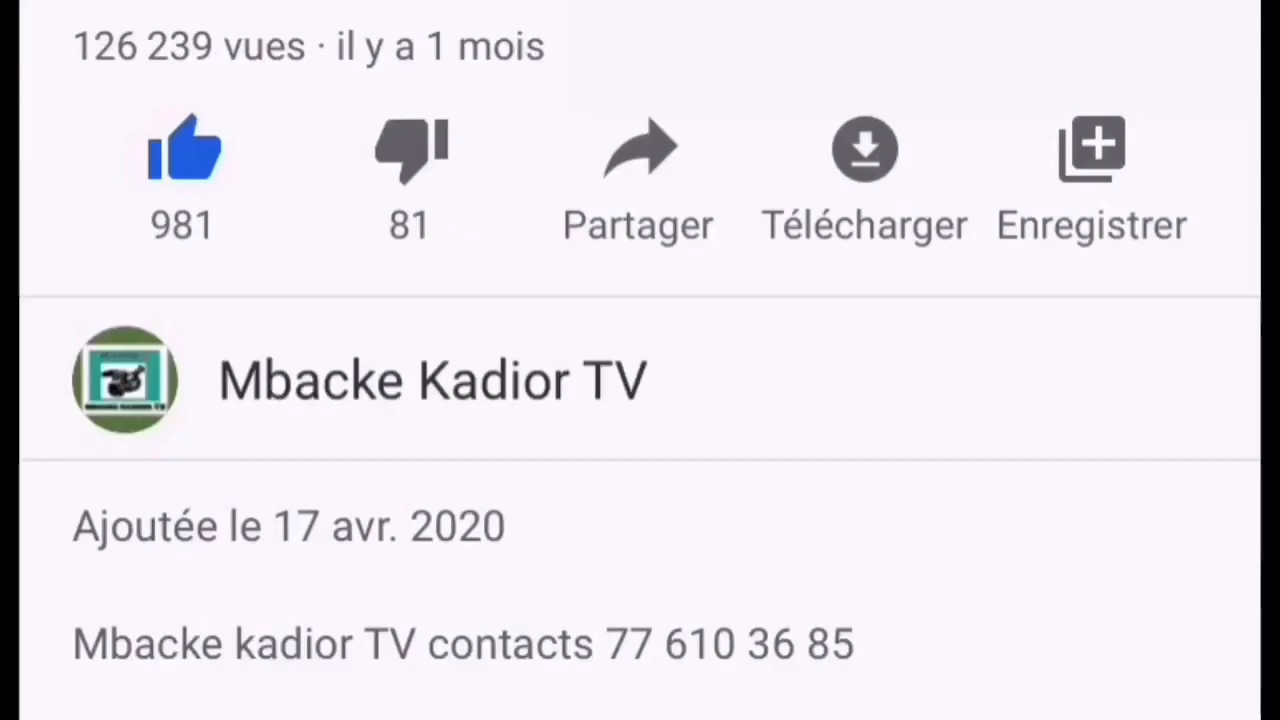 126 239 vues · il y a 1 mois
981 81 Partager Télécharger Enregistrer
Mbacke Kadior TV
Ajoutée le 17 avr. 2020
Mbacke kadior TV contacts 77 610 36 85